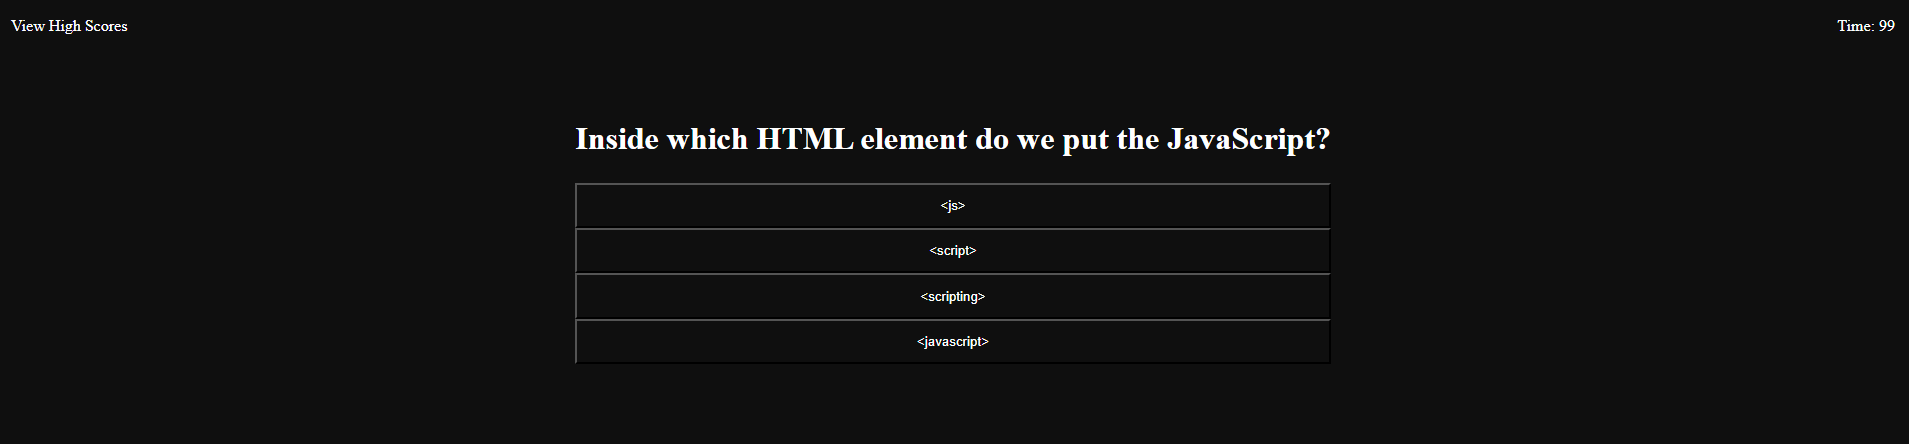 View High Scores
Time: 99
Inside which HTML element do we put the JavaScript?
<js>
<script>
<scripting>
<javascript>